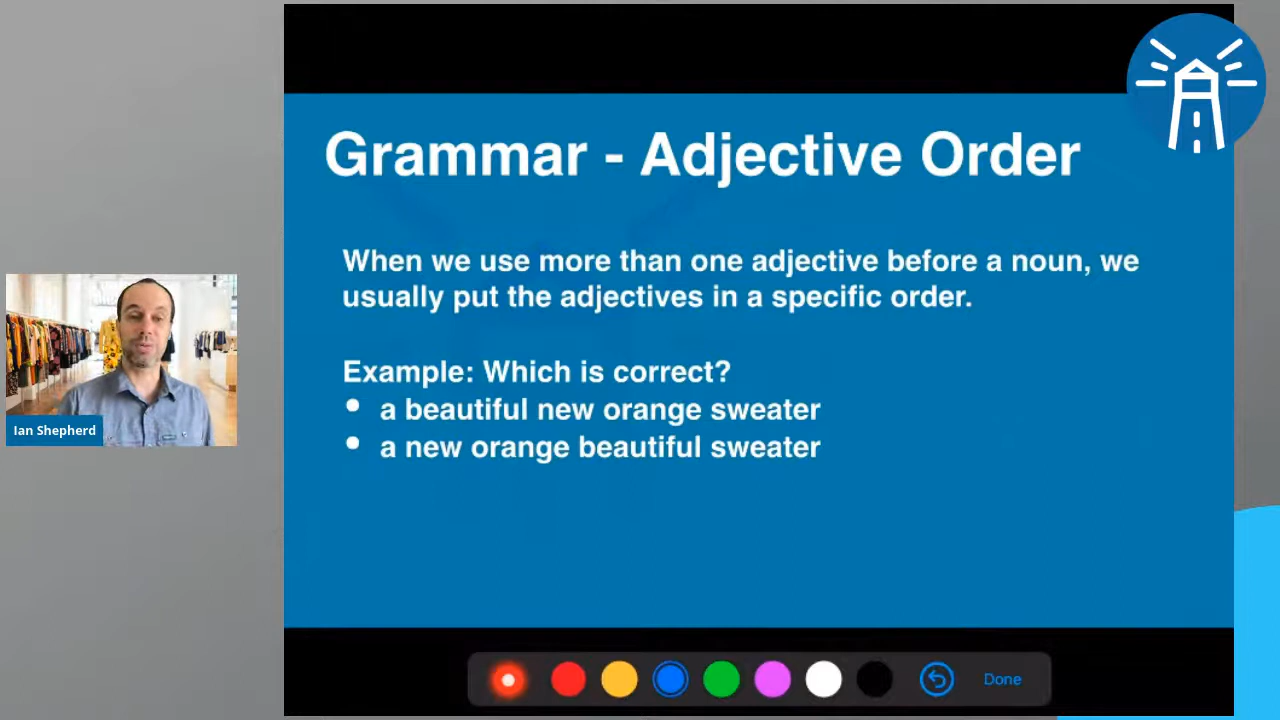 Grammar - Adjective Order
When we use more than one adjective before a noun, we
usually put the adjectives in a specific order.
Example: Which is correct?
• a beautiful new orange sweater
• a new orange beautiful sweater
Ian Shepherd
Done